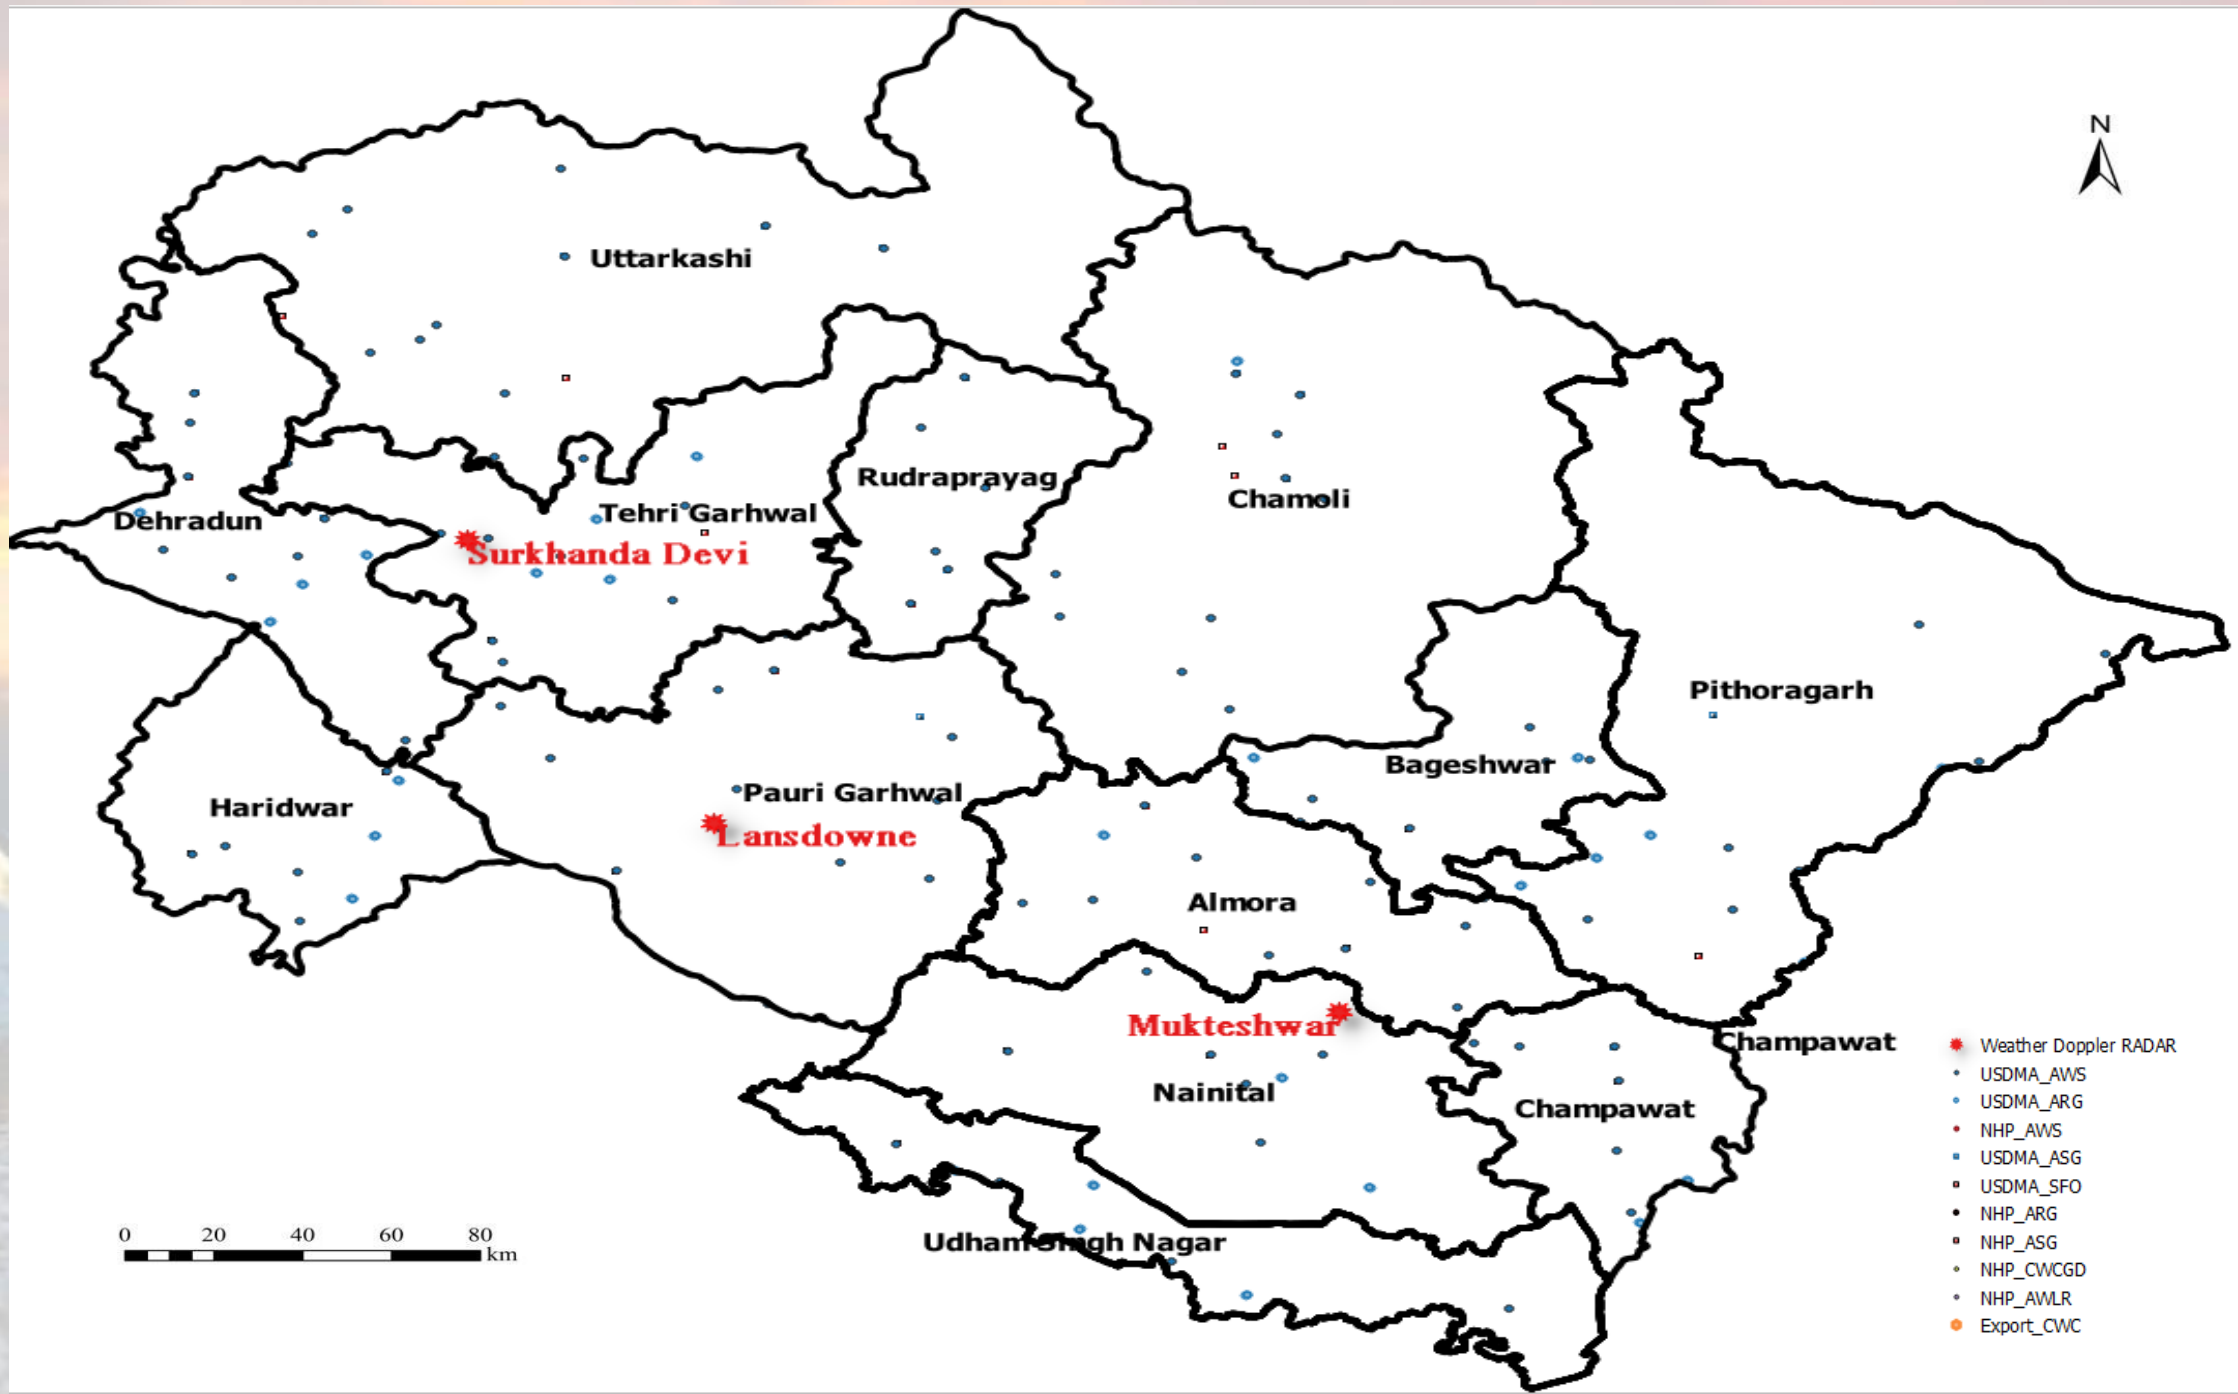 N
Uttarkashi
Rudraprayag
Chamoli
Tehri Garhwal
Dehradun
Surkhanda Devi
Pithoragarh
Bageshwar
Pauri Garhwal
Haridwar
Lansdowne
Almora
Mukteshwar
Champawat
Nainital
Champawat
Udham Singh Nagar
0 20 40 60 80
km
Weather Doppler RADAR
USDMA_AWS
USDMA_ARG
NHP_AWS
USDMA_ASG
USDMA_SFO
NHP_ARG
NHP_ASG
NHP_CWCGD
NHP_AWLR
Export_CWC